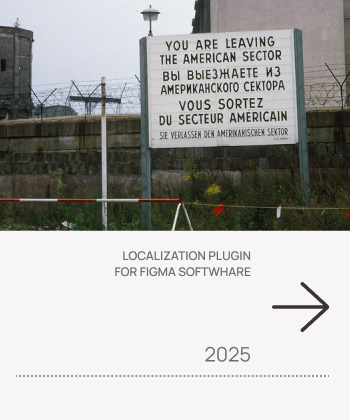 YOU ARE LEAVING
THE AMERICAN SECTOR
ВЫ ВЫЕЗЖАЕТЕ ИЗ
АМЕРИКАНСКОГО СЕКТОРА
VOUS SORTEZ
DU SECTEUR AMERICAIN
SIE VERLASSEN DEN AMERIKANISCHEN SEKTOR
LOCALIZATION PLUGIN
FOR FIGMA SOFTWHARE
2025